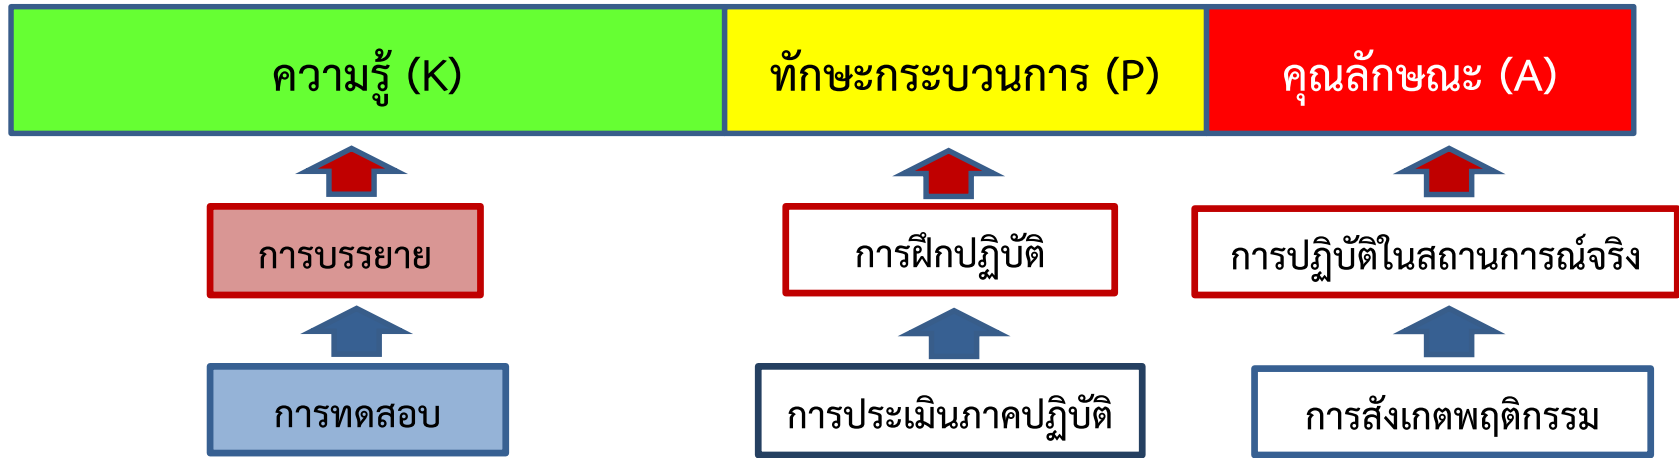 ความรู้ (K)
ทักษะกระบวนการ (P)
คุณลักษณะ (A)
การบรรยาย
การฝึกปฏิบัติ
การปฏิบัติในสถานการณ์จริง
การทดสอบ
การประเมินภาคปฏิบัติ
การสังเกตพฤติกรรม